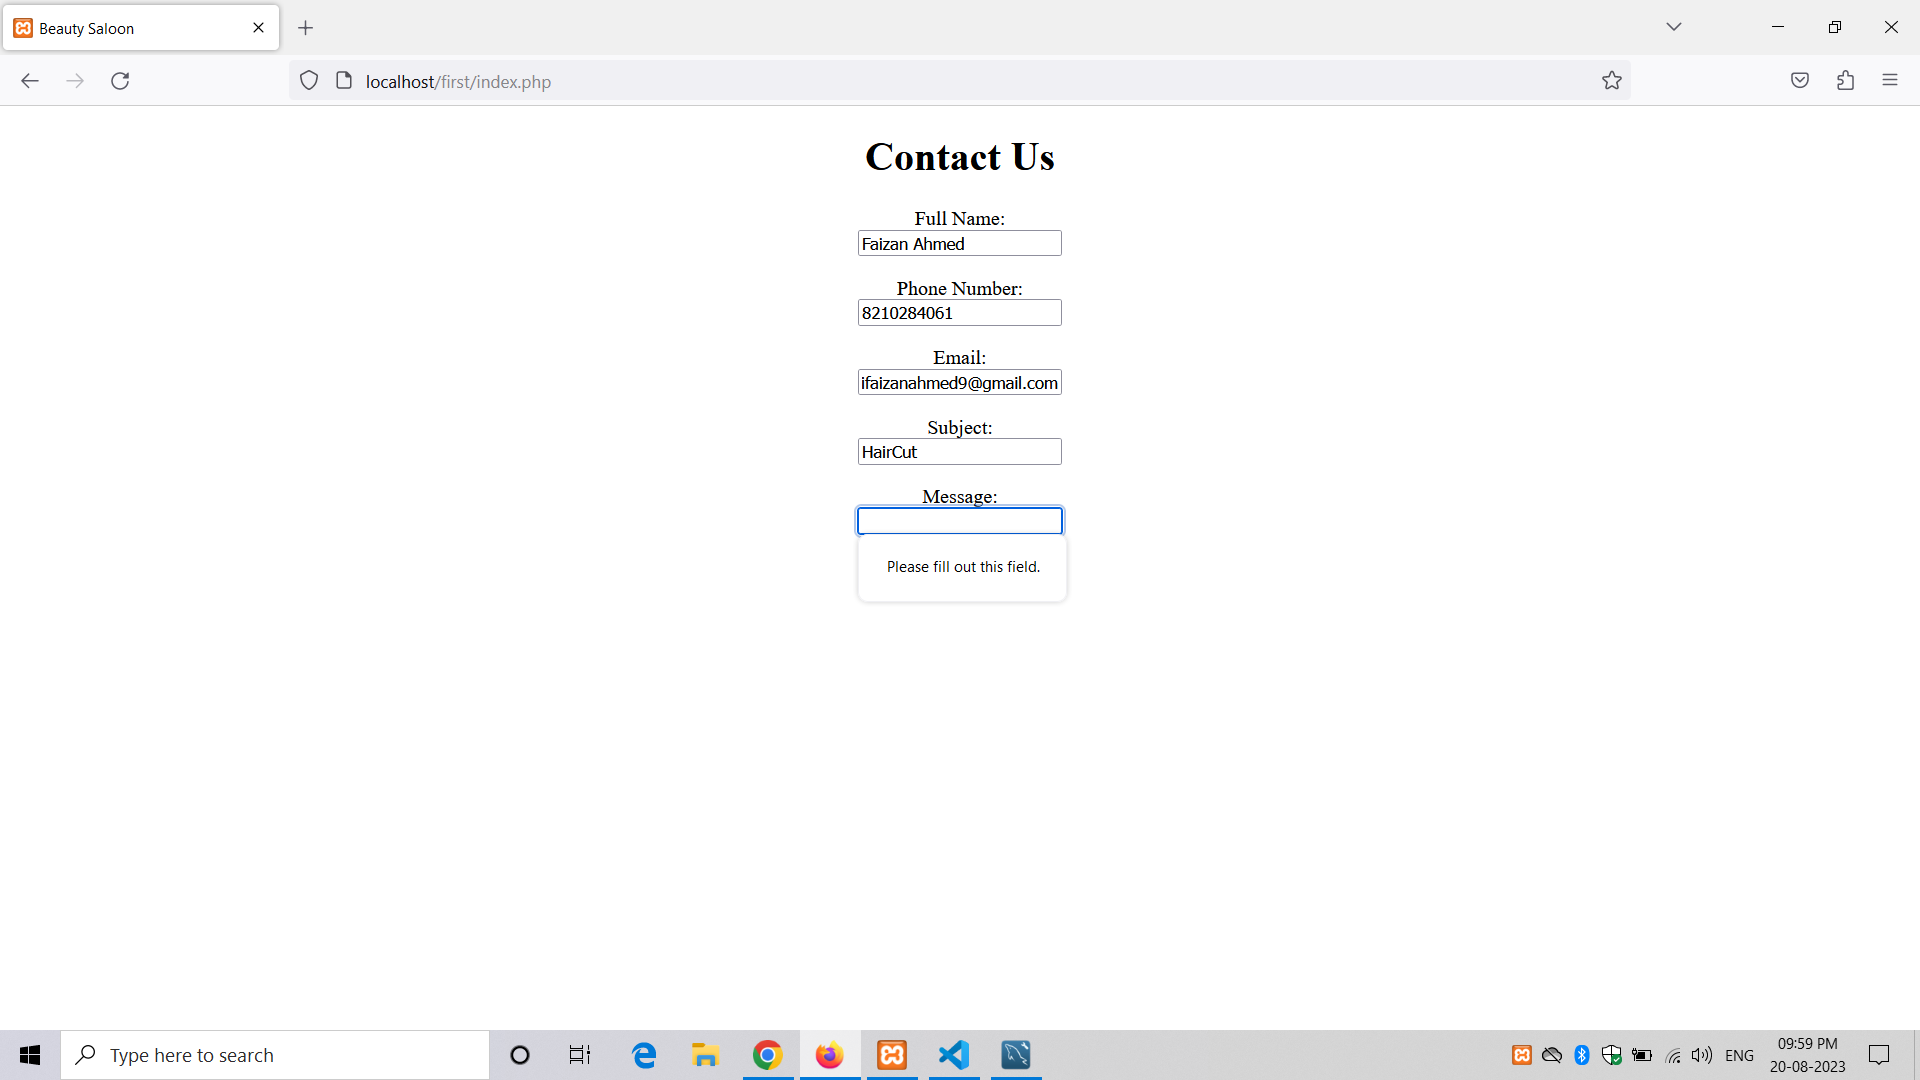 Beauty Saloon
localhost/first/index.php
Contact Us
Full Name:
Faizan Ahmed
Phone Number:
8210284061
Email:
ifaizanahmed9@gmail.com
Subject:
HairCut
Message:
Please fill out this field.
Type here to search
ENG
09:59 PM
20-08-2023